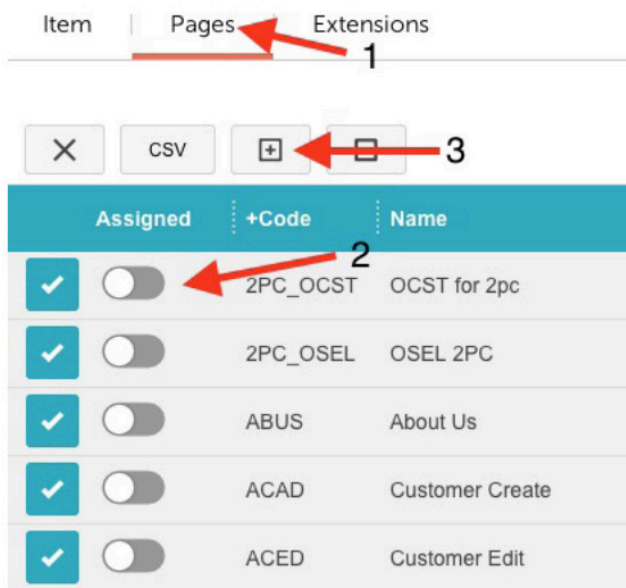 Item Pages Extensions
1
CSV 3
Assigned +Code Name
2
2PC_OCST OCST for 2pc
2PC_OSEL OSEL 2PC
ABUS About Us
ACAD Customer Create
ACED Customer Edit